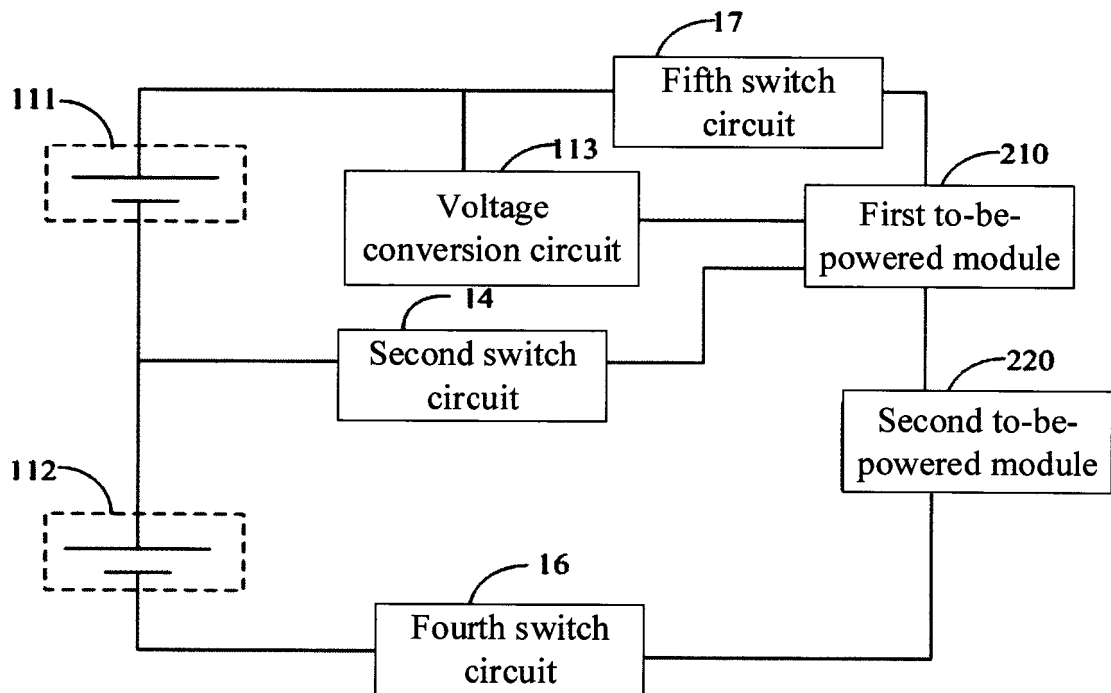 17
Fifth switch
circuit
111
113
Voltage
conversion circuit
210
First to-be-
powered module
14
Second switch
circuit
220
Second to-be-
powered module
112
16
Fourth switch
circuit